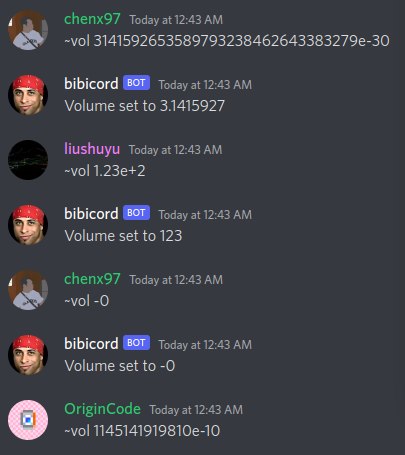 chenx97 Today at 12:43 AM
~vol 3141592653589793238462643383279e-30
bibicord BOT Today at 12:43 AM
Volume set to 3.1415927
liushuyu Today at 12:43 AM
~vol 1.23e+2
bibicord BOT Today at 12:43 AM
Volume set to 123
chenx97 Today at 12:43 AM
~vol -0
bibicord BOT Today at 12:43 AM
Volume set to -0
OriginCode Today at 12:43 AM
~vol 1145141919810e-10